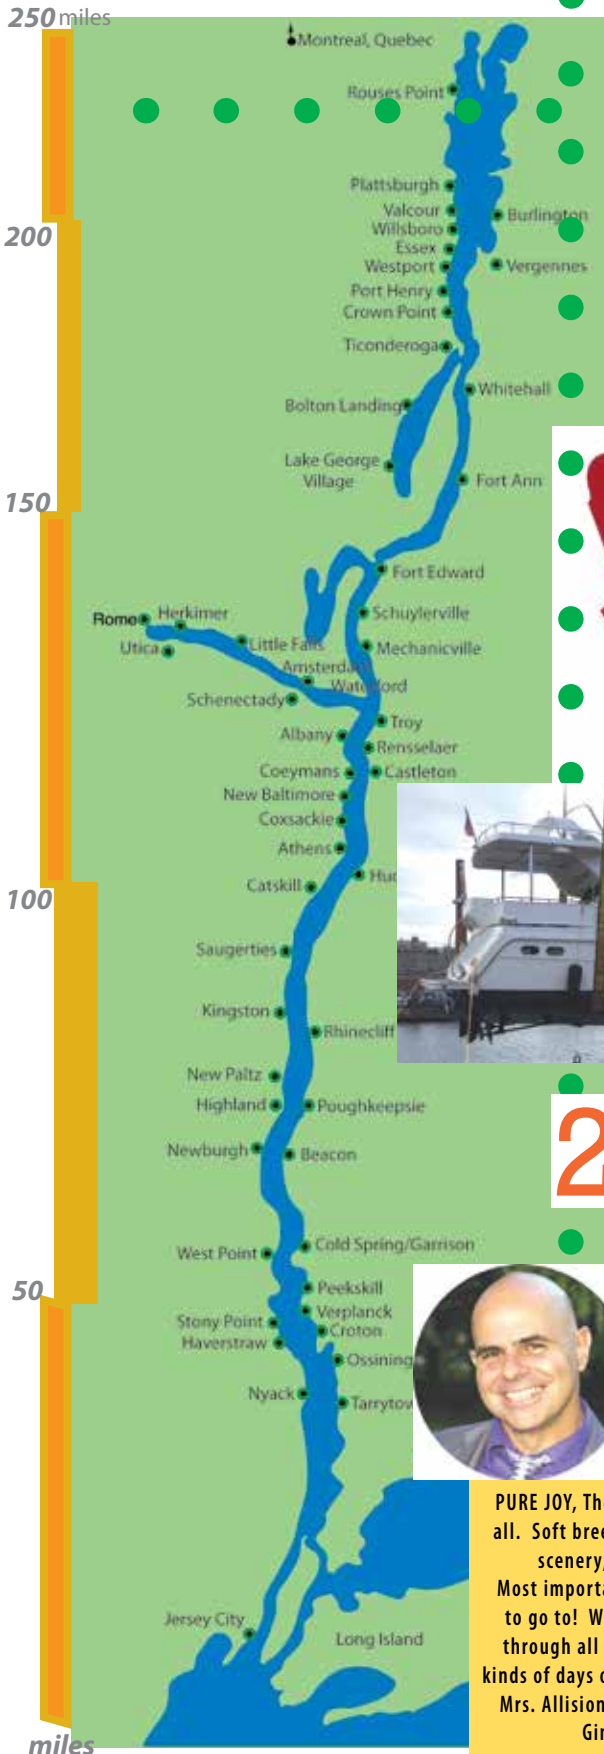 250 miles
Montreal, Quebec
Rouses Point
Plattsburgh
Valcour
Burlington
Willsboro
200
Essex
Westport
Vergennes
Port Henry
Crown Point
Ticonderoga
Whitehall
Bolton Landing
Lake George
Village
Fort Ann
150
Fort Edward
Rome
Herkimer
Schuylerville
Utica
Little Falls
Mechanicville
Amsterdam
Waterford
Schenectady
Troy
Albany
Rensselaer
Coeymans
Castleton
New Baltimore
Coxsackie
Athens
Hud
Catskill
100
Saugerties
Kingston
Rhinecliff
New Paltz
Highland
Poughkeepsie
2
Newburgh
Beacon
West Point
Cold Spring/Garrison
50
Peekskill
Verplanck
Stony Point
Croton
Haverstraw
Ossining
Nyack
Tarrytow
PURE JOY, Th
all. Soft bree
scenery,
Most importa
to go to! W
through all
kinds of days o
Mrs. Allision
Gin
Jersey City
Long Island
miles